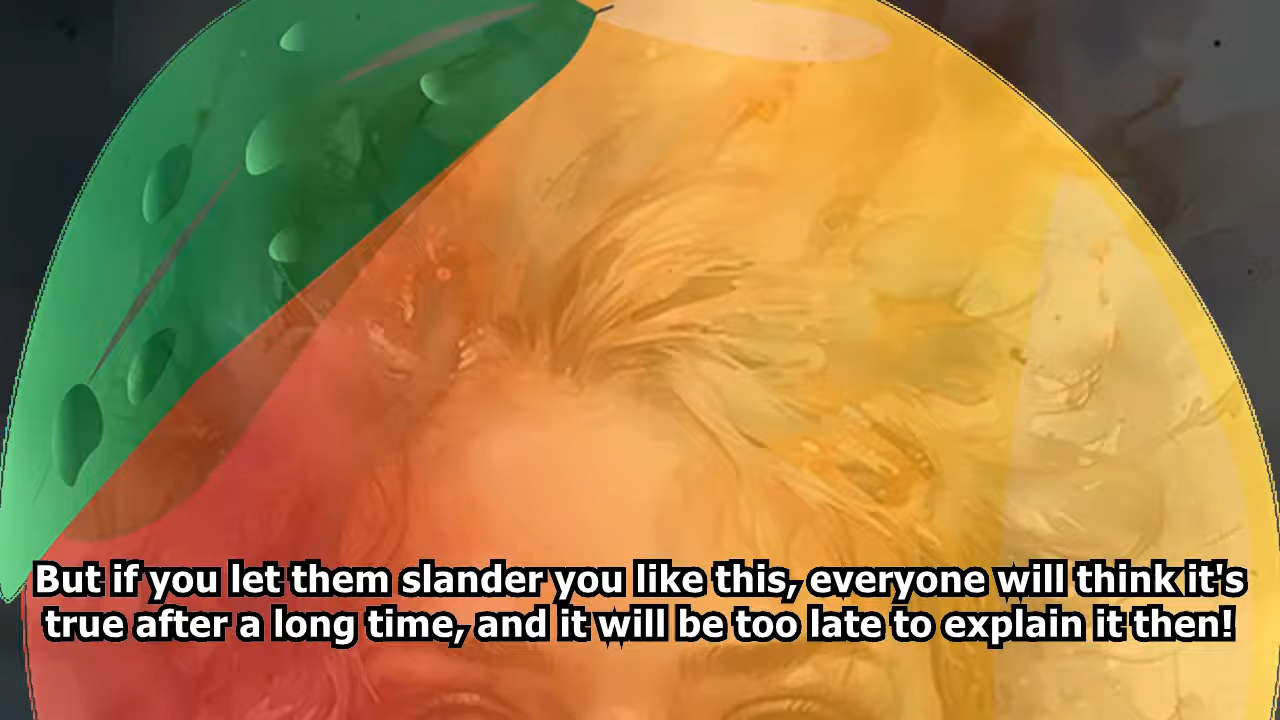 But if you let them slander you like this, everyone will think it's
true after a long time, and it will be too late to explain it then!